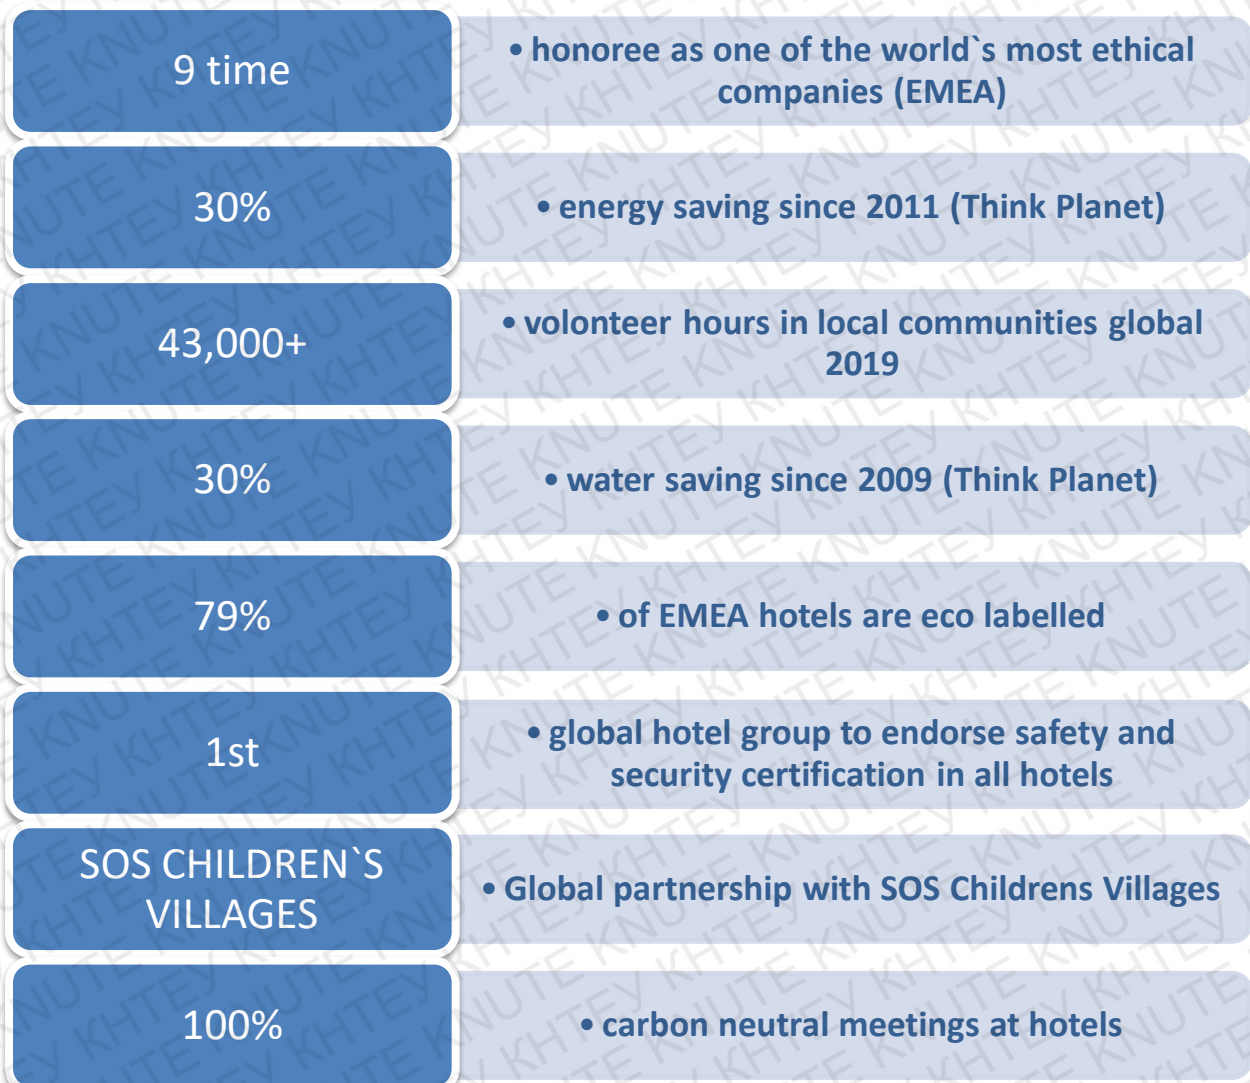 9 time
• honoree as one of the world`s most ethical
companies (EMEA)
30%
• energy saving since 2011 (Think Planet)
43,000+
• volonteer hours in local communities global
2019
30%
• water saving since 2009 (Think Planet)
79%
• of EMEA hotels are eco labelled
1st
• global hotel group to endorse safety and
security certification in all hotels
SOS CHILDREN`S
VILLAGES
• Global partnership with SOS Childrens Villages
100%
• carbon neutral meetings at hotels
КНТЕУ KNUTE